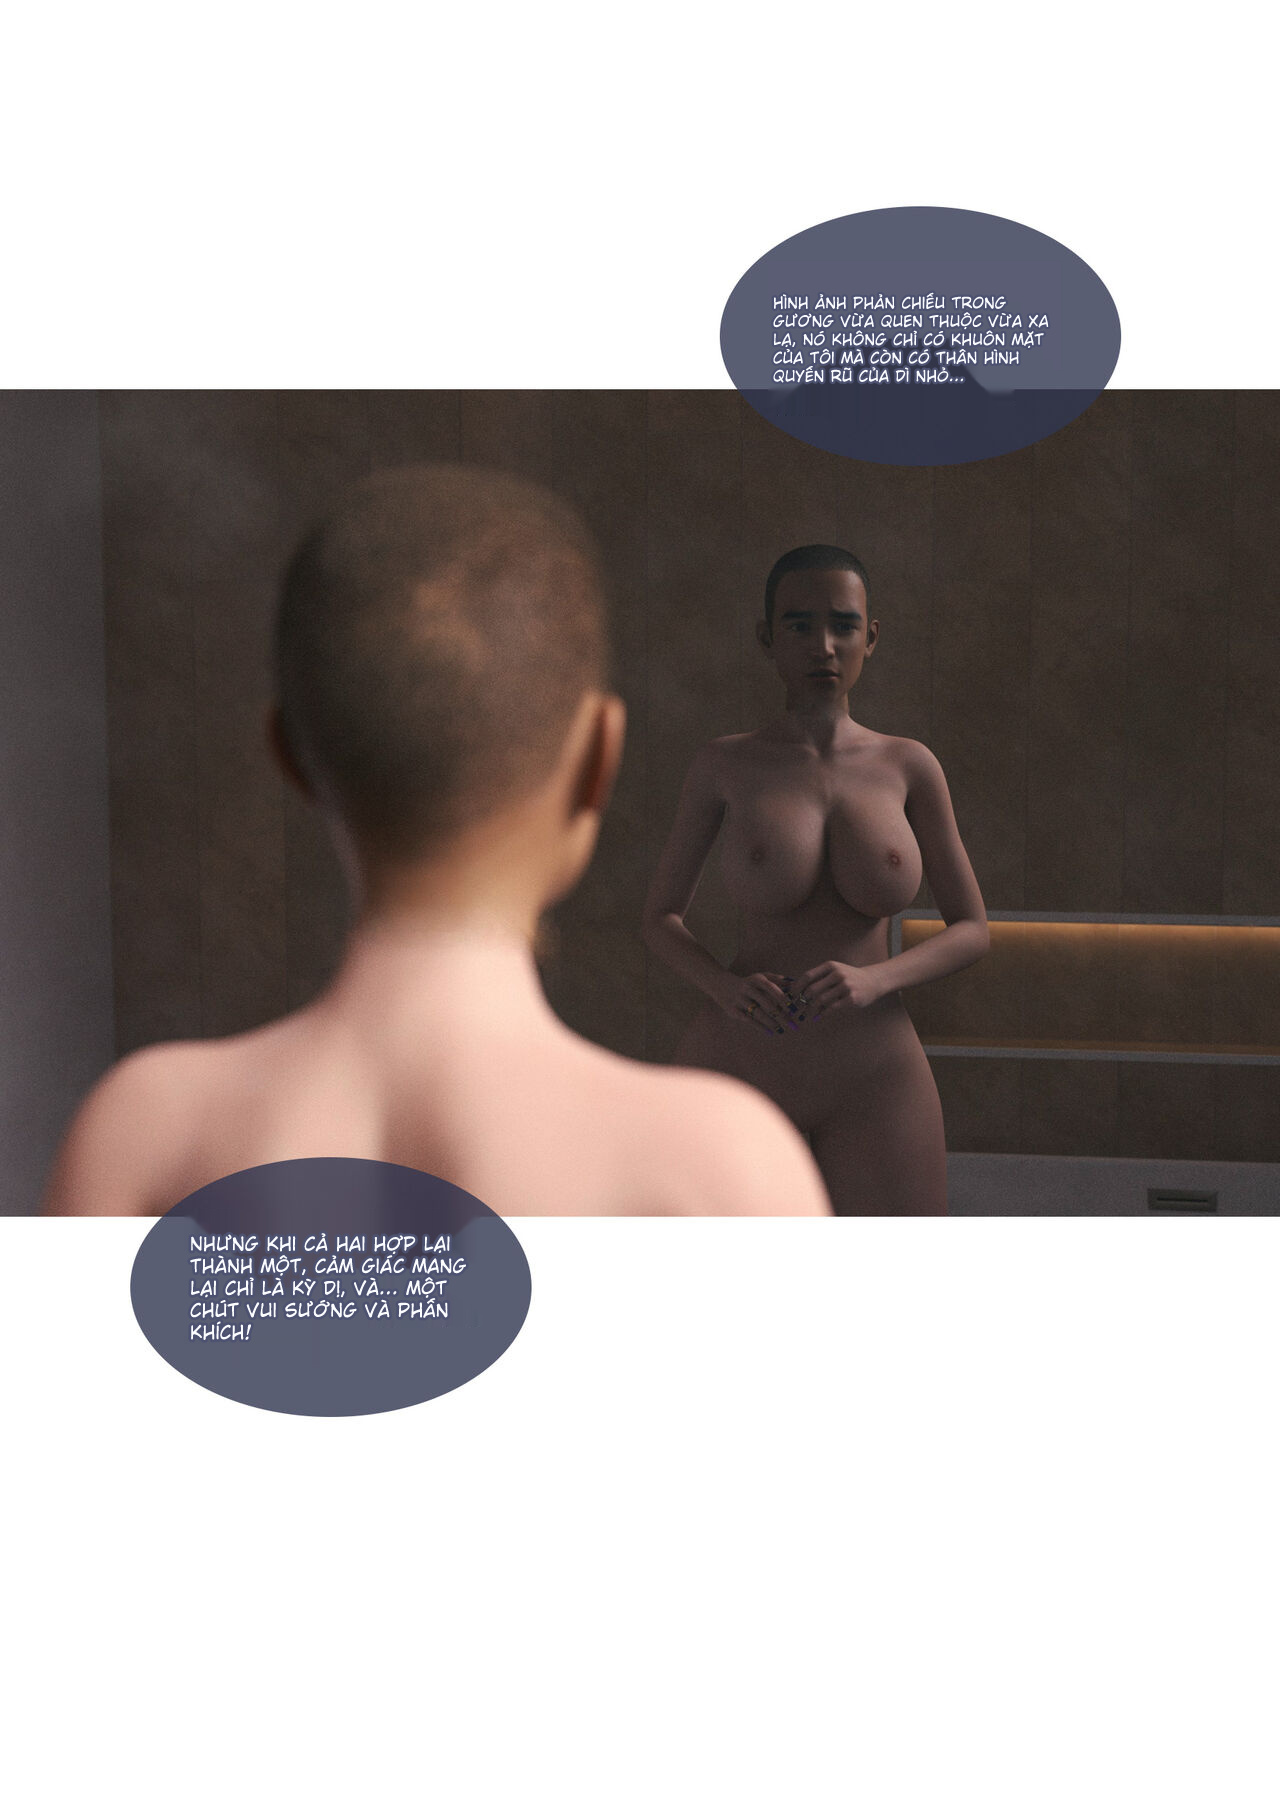 HÌNH ẢNH PHẢN CHIẾU TRONG
GƯƠNG VỪA QUEN THUỘC VỪA XA
LẠ, NÓ KHÔNG CHỈ CÓ KHUÔN MẶT
CỦA TÔI MÀ CÒN CÓ THÂN HÌNH
QUYẾN RŨ CỦA DÌ NHỎ...
NHƯNG KHI CẢ HAI HỢP LẠI
THÀNH MỘT, CẢM GIÁC MANG
LẠI CHỈ LÀ KỲ DỊ, VÀ... MỘT
CHÚT VUI SƯỚNG VÀ PHẤN
KHÍCH!